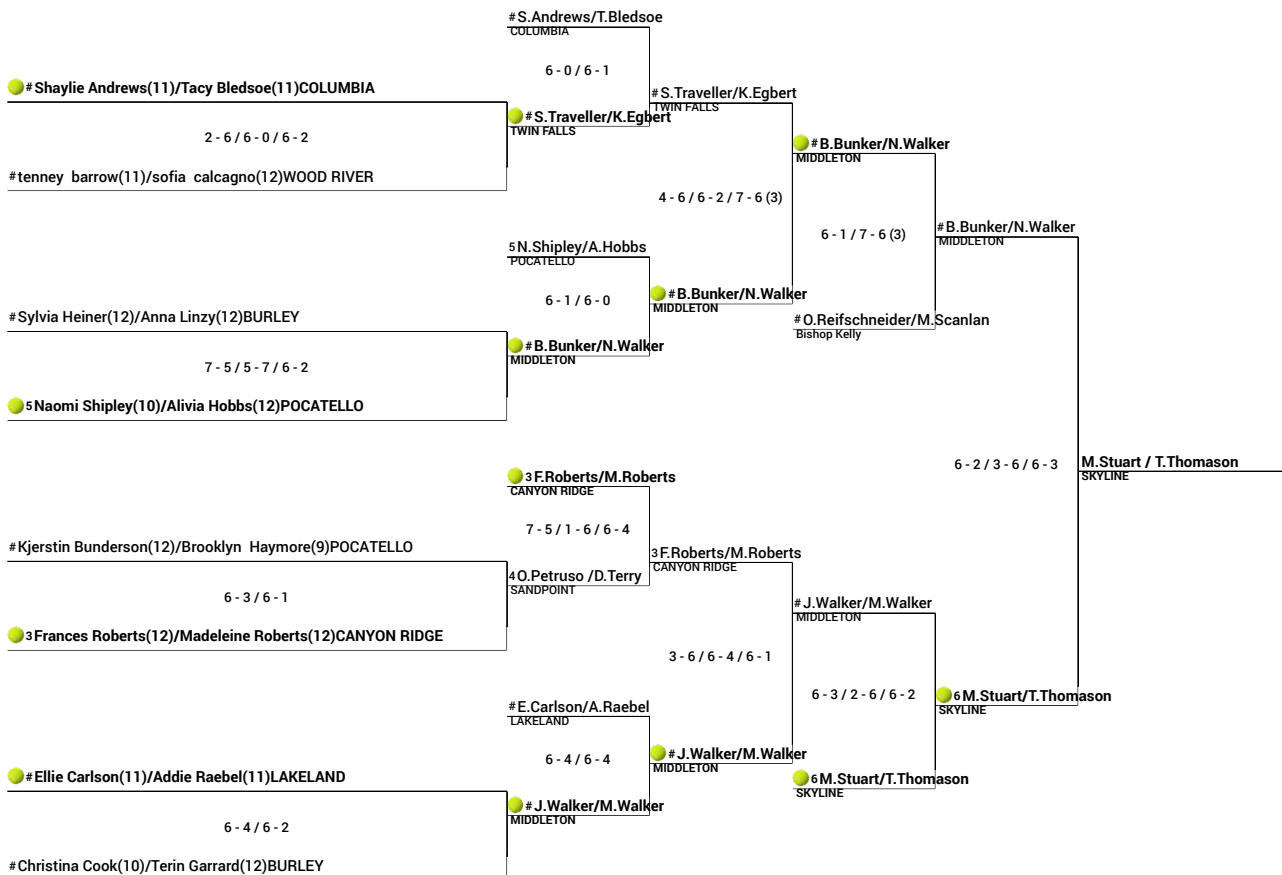 #Shaylie Andrews(11)/Tacy Bledsoe(11)COLUMBIA
2 - 6 / 6 - 0 / 6 - 2
#tenney barrow(11)/sofia calcagno(12)WOOD RIVER
#Sylvia Heiner(12)/Anna Linzy(12)BURLEY
7 - 5 / 5 - 7 / 6 - 2
5Naomi Shipley(10)/Alivia Hobbs(12)POCATELLO
#Kjerstin Bunderson(12)/Brooklyn Haymore(9)POCATELLO
6 - 3 / 6 - 1
3Frances Roberts(12)/Madeleine Roberts(12)CANYON RIDGE
#Ellie Carlson(11)/Addie Raebel(11)LAKELAND
6 - 4 / 6 - 2
#Christina Cook(10)/Terin Garrard(12)BURLEY
#S.Andrews/T.Bledsoe
COLUMBIA
6 - 0 / 6 - 1
#S.Traveller/K.Egbert
TWIN FALLS
5N.Shipley/A.Hobbs
POCATELLO
6 - 1 / 6 - 0
#B.Bunker/N.Walker
MIDDLETON
3F.Roberts/M.Roberts
CANYON RIDGE
7 - 5 / 1 - 6 / 6 - 4
4O.Petruso /D.Terry
SANDPOINT
#E.Carlson/A.Raebel
LAKELAND
6 - 4 / 6 - 4
#J.Walker/M.Walker
MIDDLETON
#S.Traveller/K.Egbert
TWIN FALLS
4 - 6 / 6 - 2 / 7 - 6 (3)
#B.Bunker/N.Walker
MIDDLETON
3F.Roberts/M.Roberts
CANYON RIDGE
3 - 6 / 6 - 4 / 6 - 1
#J.Walker/M.Walker
MIDDLETON
#B.Bunker/N.Walker
MIDDLETON
6 - 1 / 7 - 6 (3)
#O.Reifschneider/M.Scanlan
Bishop Kelly
#J.Walker/M.Walker
MIDDLETON
6 - 3 / 2 - 6 / 6 - 2
6M.Stuart/T.Thomason
SKYLINE
#B.Bunker/N.Walker
MIDDLETON
6 - 2 / 3 - 6 / 6 - 3
6M.Stuart/T.Thomason
SKYLINE
M.Stuart / T.Thomason
SKYLINE